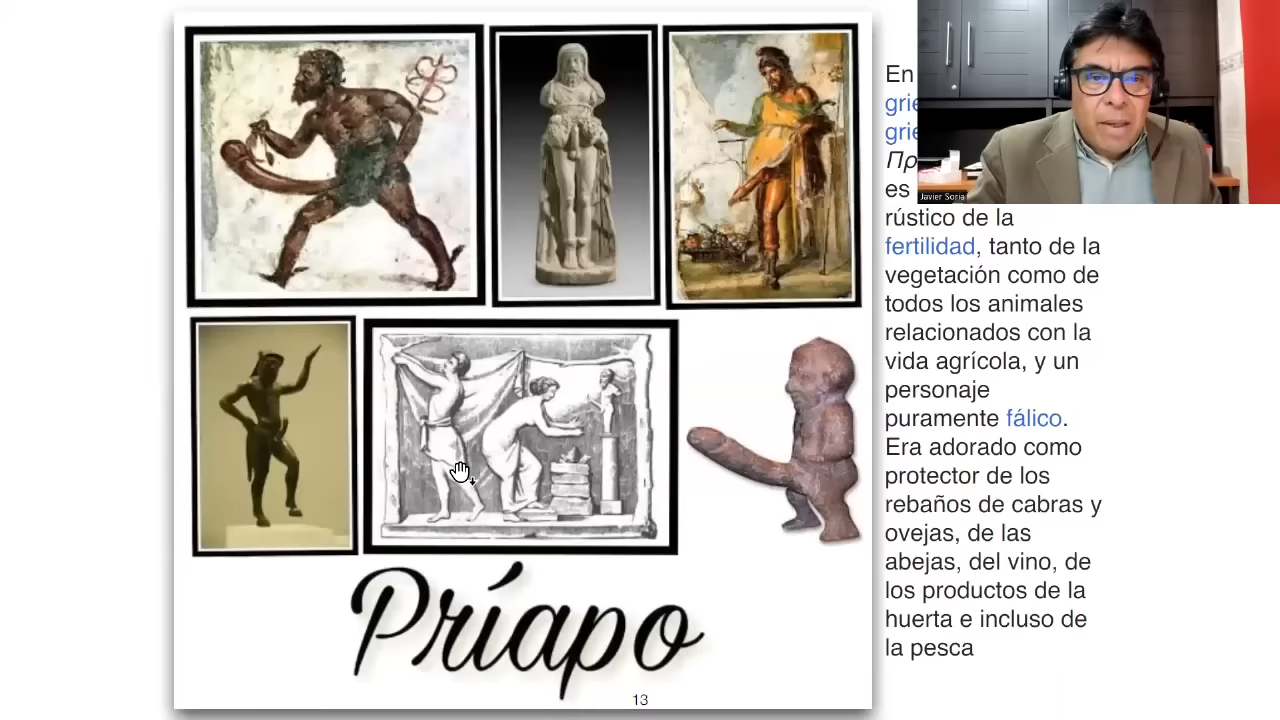 Príapo
13
En
grie
grie
Πρ
es
rústico de la
fertilidad, tanto de la
vegetación como de
todos los animales
relacionados con la
vida agrícola, y un
personaje
puramente fálico.
Era adorado como
protector de los
rebaños de cabras y
ovejas, de las
abejas, del vino, de
los productos de la
huerta e incluso de
la pesca
Javier Soria